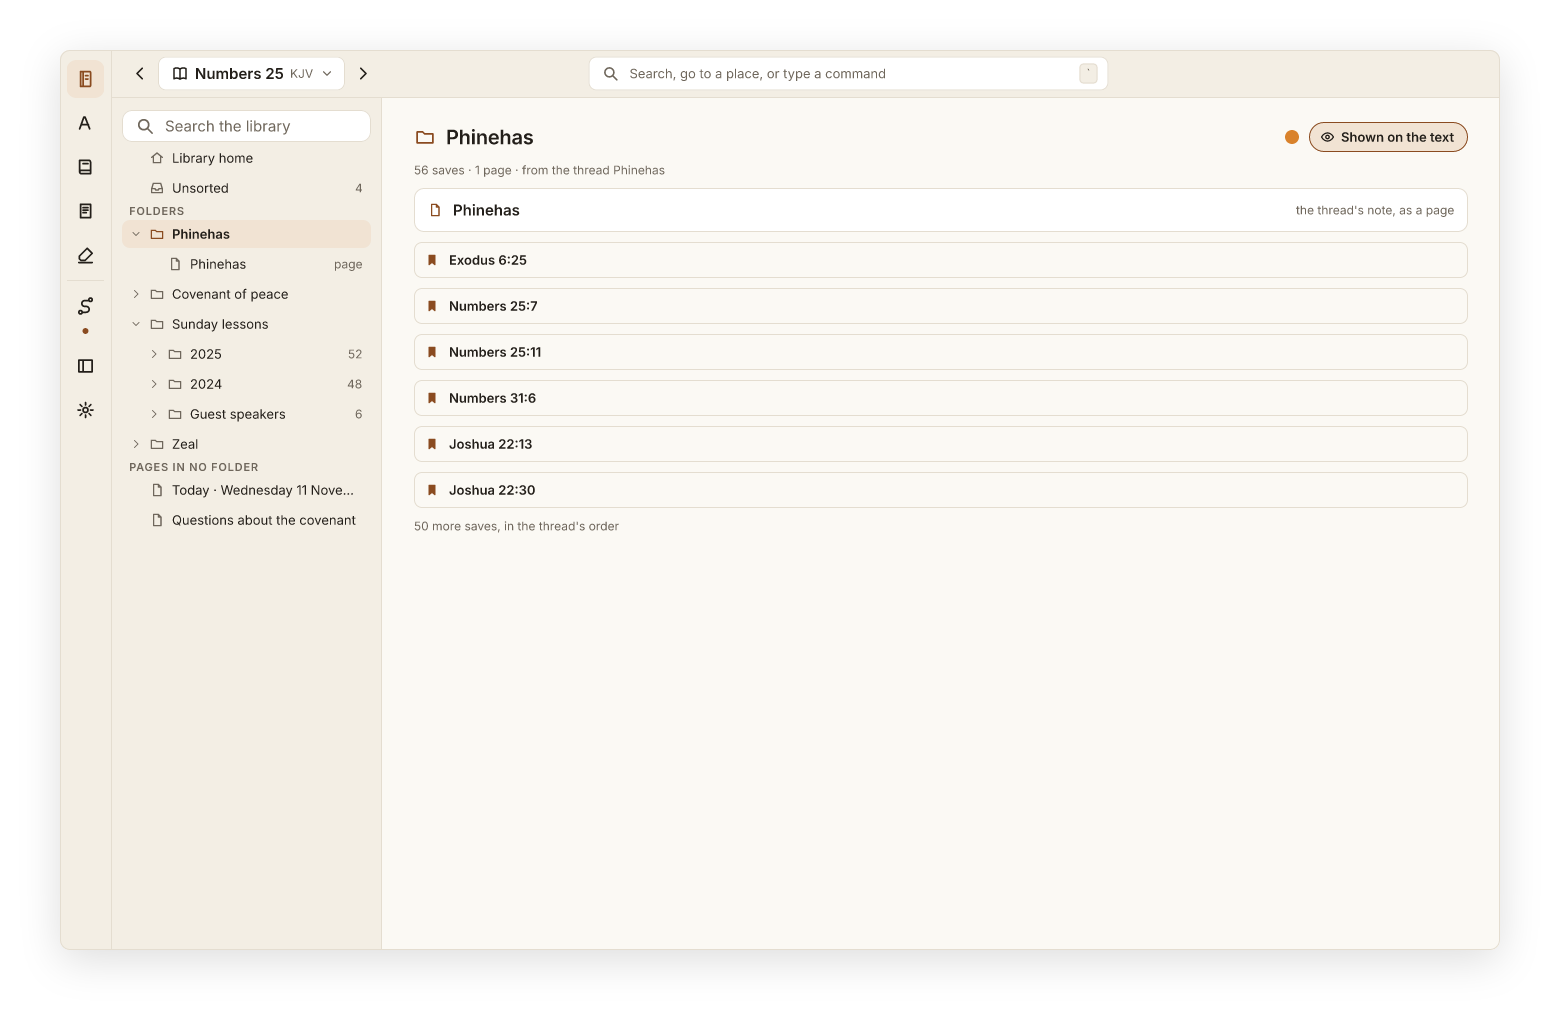 Numbers 25 KJV
Search, go to a place, or type a command
Search the library
Library home
Unsorted 4
FOLDERS
Phinehas
Phinehas page
Covenant of peace
Sunday lessons
2025 52
2024 48
Guest speakers 6
Zeal
PAGES IN NO FOLDER
Today · Wednesday 11 Nove...
Questions about the covenant
Phinehas
Shown on the text
56 saves · 1 page · from the thread Phinehas
Phinehas the thread's note, as a page
Exodus 6:25
Numbers 25:7
Numbers 25:11
Numbers 31:6
Joshua 22:13
Joshua 22:30
50 more saves, in the thread's order